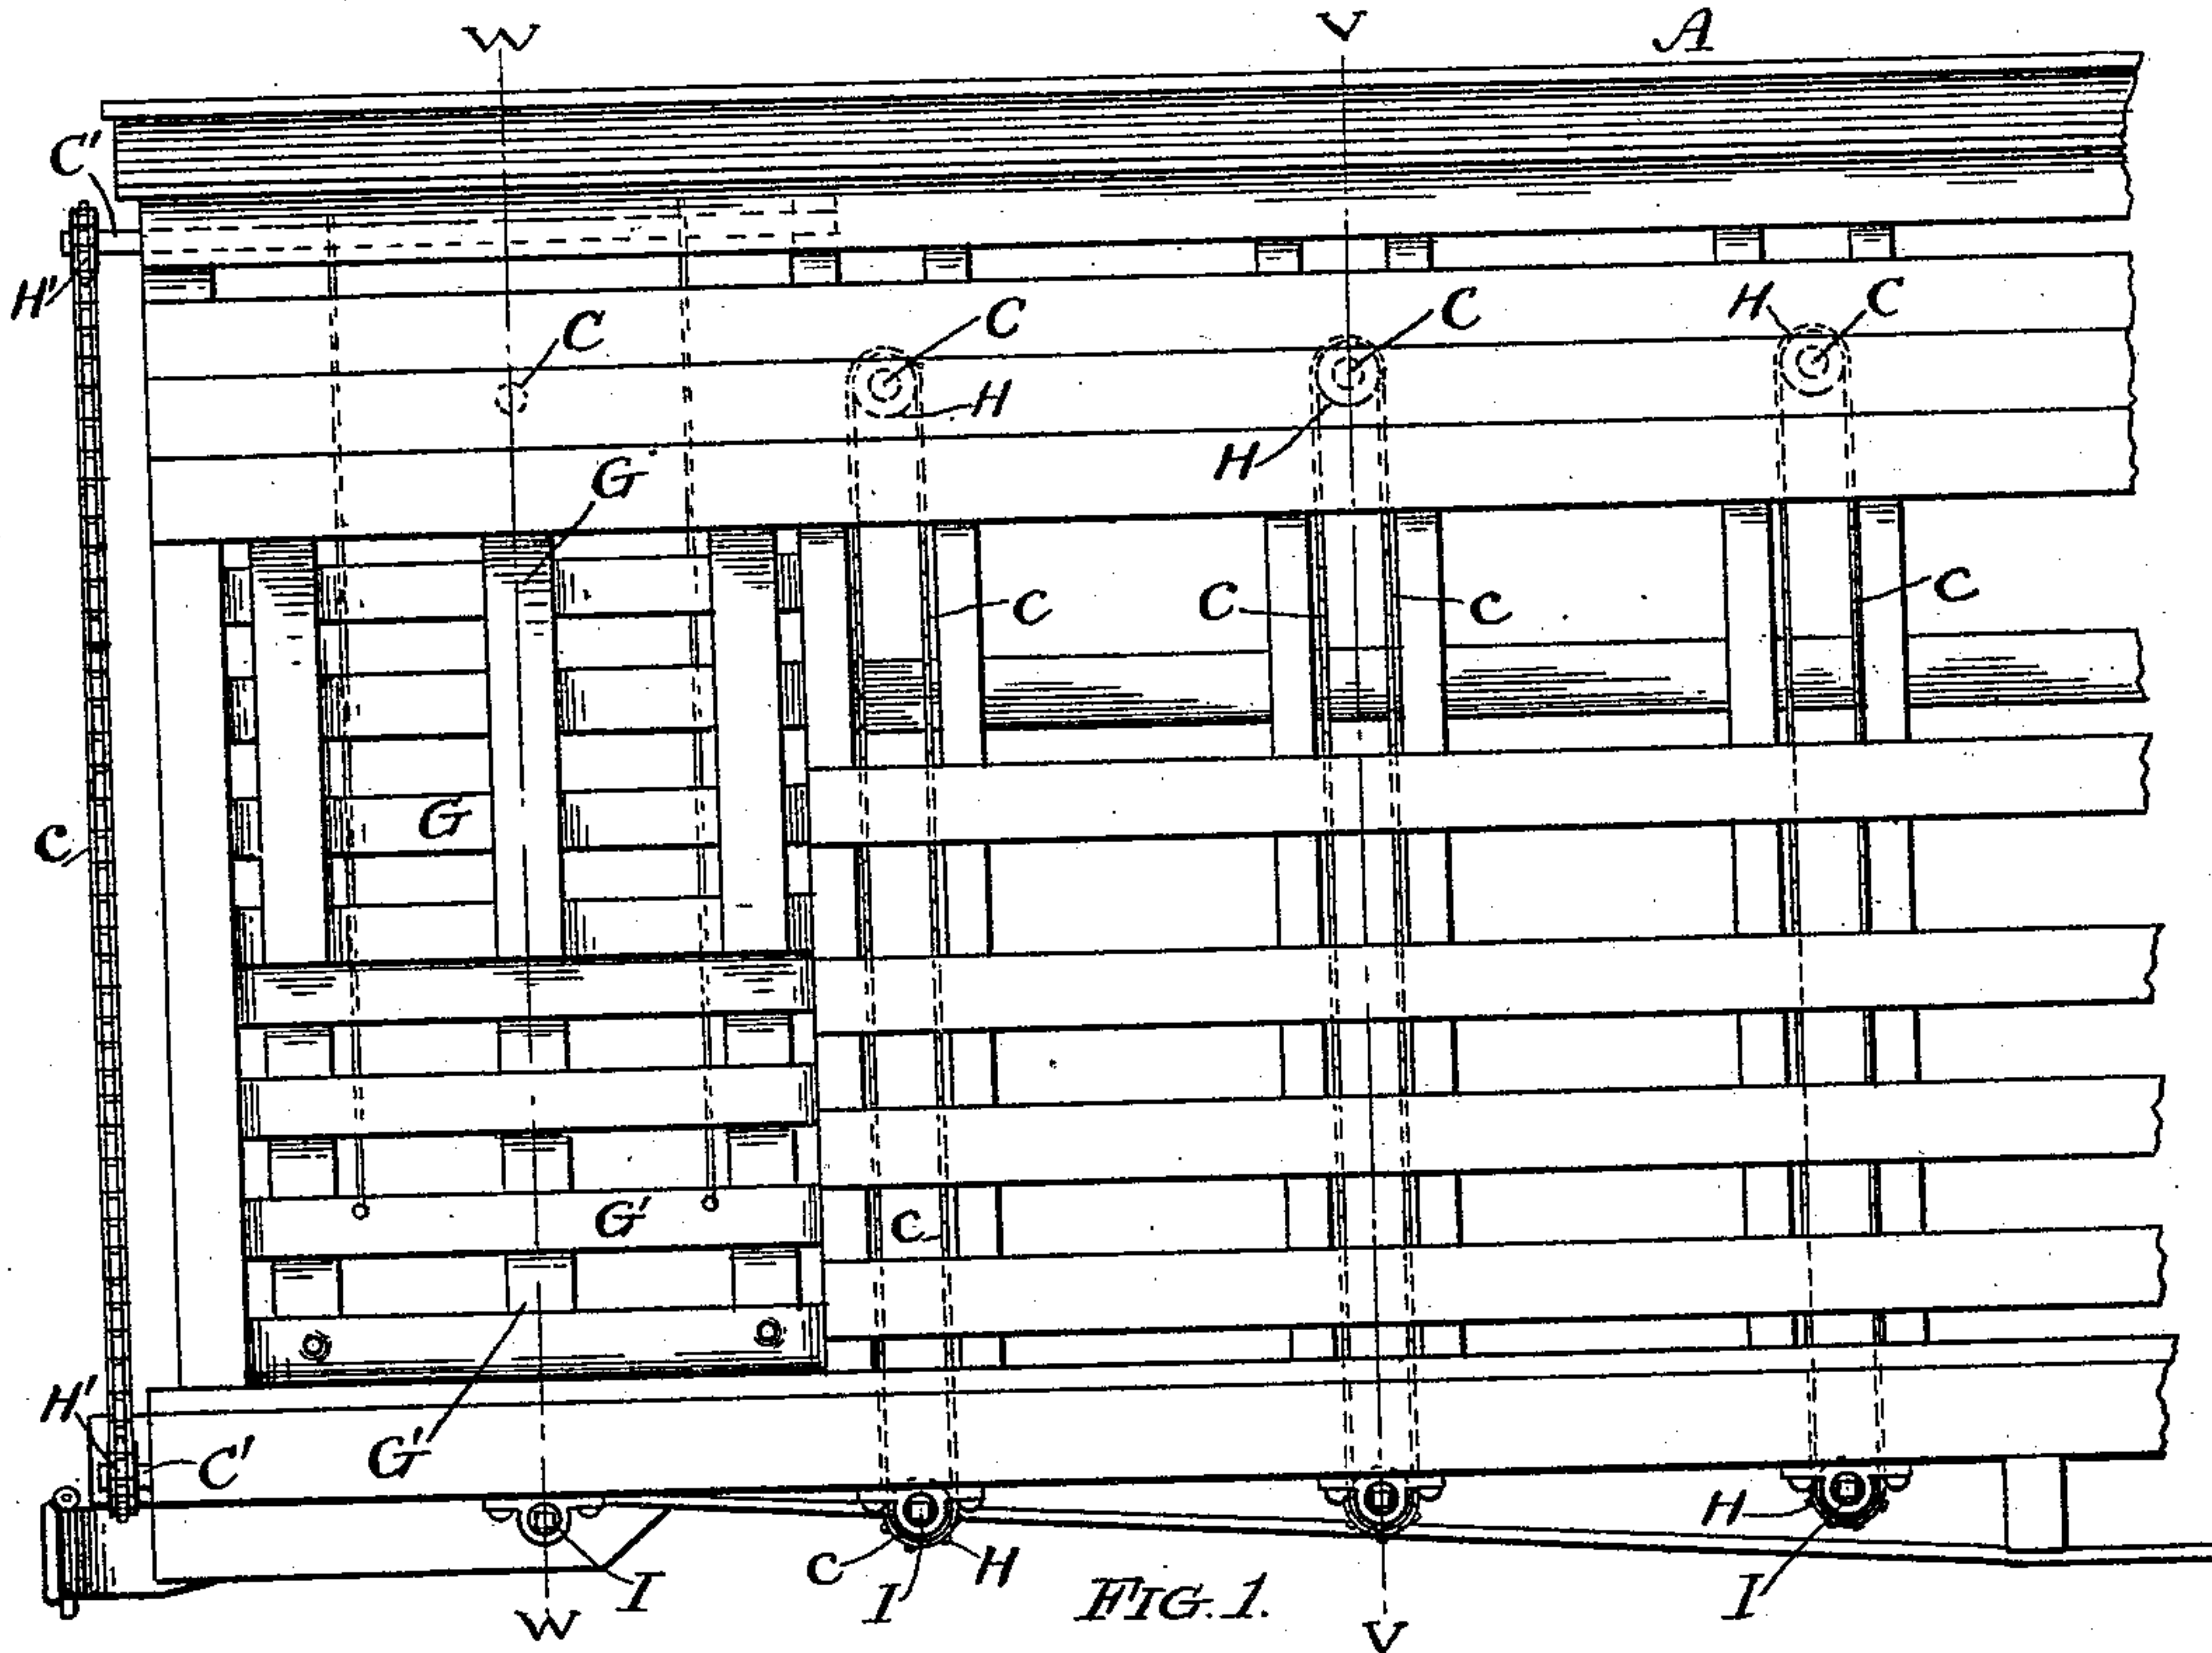 W V A
C'
H'
C C C H C
H
H
G
C C C C
G
C
C
G'
H'
G' C'
H
C I' H I'
I
FIG. 1.
W V